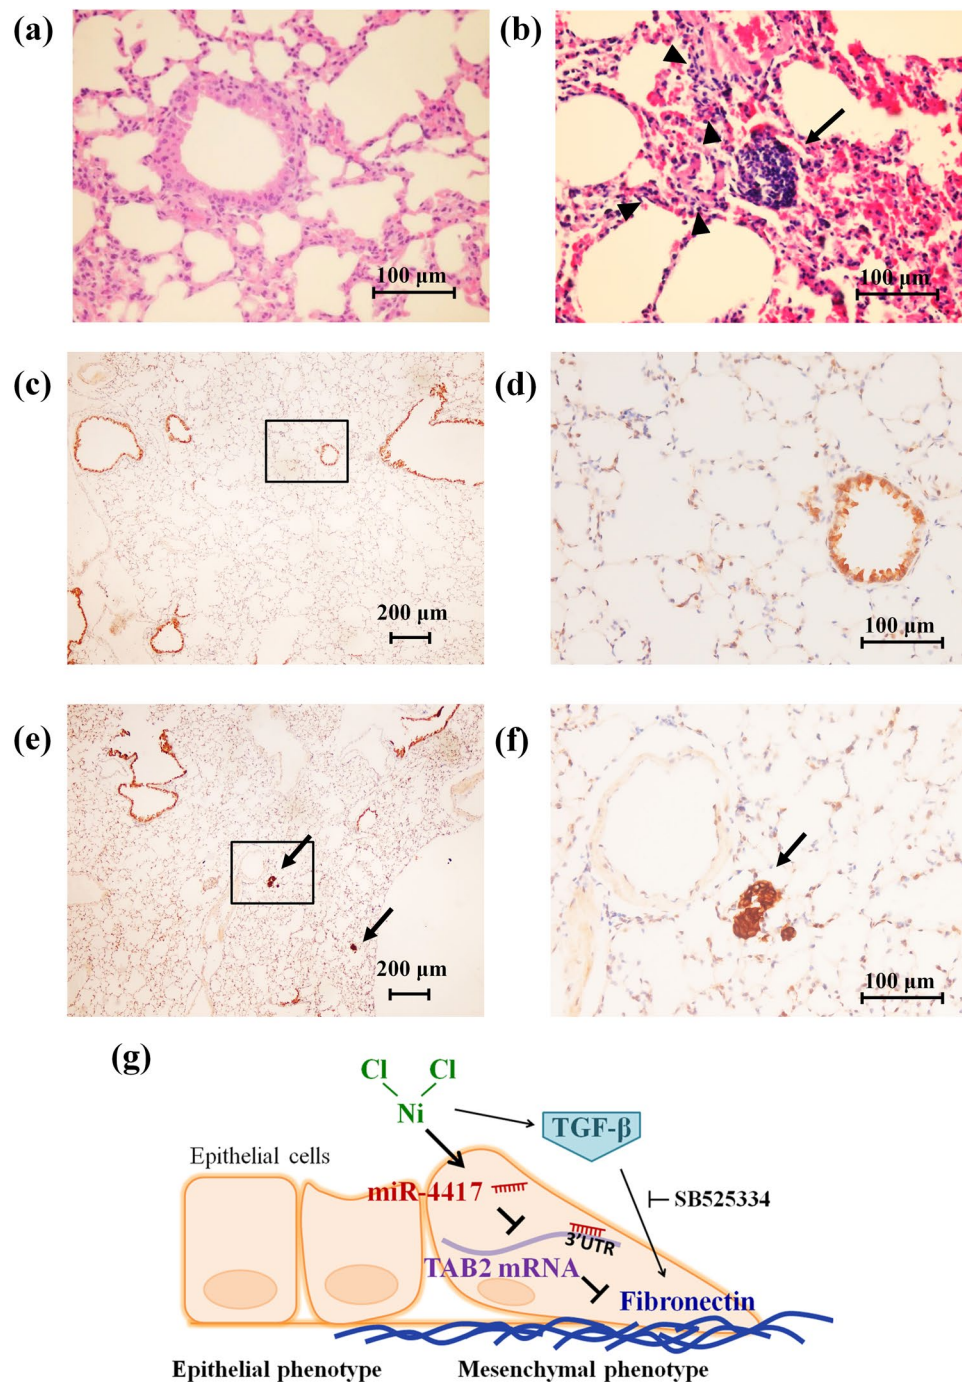 (a)
(b)
100 μm
100 μm
(c)
(d)
200 μm
100 μm
(e)
(f)
200 μm
100 μm
(g)
Cl Cl
Ni
TGF-β
Epithelial cells
miR-4417
SB525334
3'UTR
TAB2 mRNA
Fibronectin
Epithelial phenotype
Mesenchymal phenotype